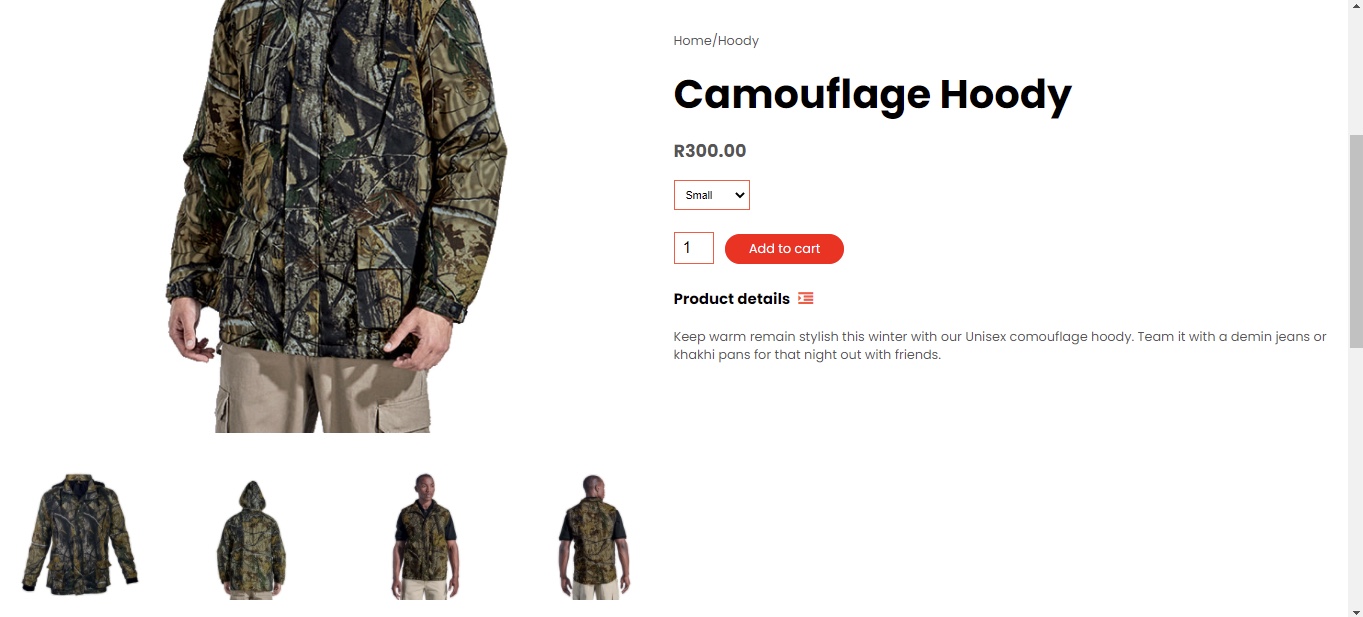 Home/Hoody
Camouflage Hoody
R300.00
Small
1
Add to cart
Product details
Keep warm remain stylish this winter with our Unisex comouflage hoody. Team it with a demin jeans or
khakhi pans for that night out with friends.